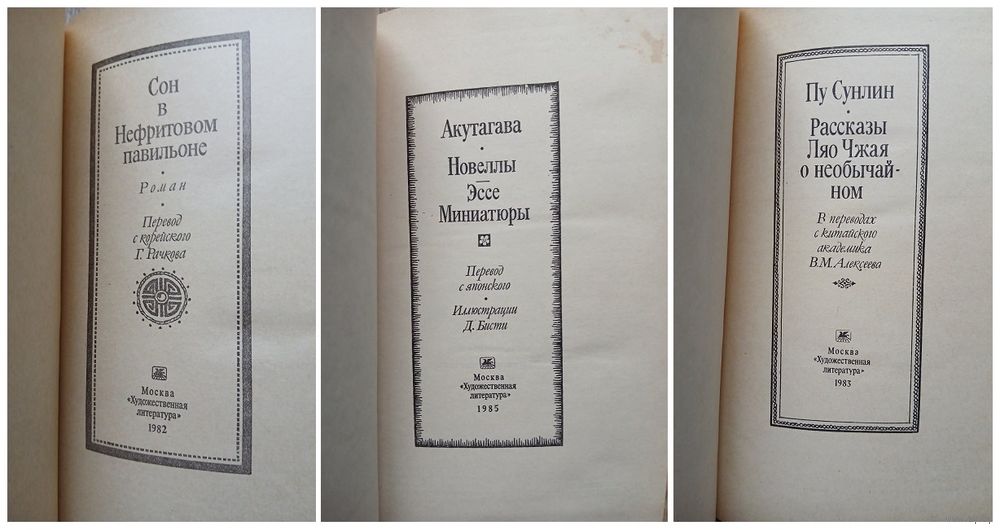 Сон
в
Нефритовом
павильоне
Роман
Перевод
с корейского
Г. Рачкова
Москва
«Художественная
литература»
1982
Акутагава
Новеллы
Эссе
Миниатюры
Перевод
с японского
Иллюстрации
Д. Бисти
Москва
«Художественная
литература»
1985
Пу Сунлин
Рассказы
Ляо Чжая
о необычай-
ном
В переводах
с китайского
академика
В. М. Алексеева
Москва
«Художественная
литература»
1983